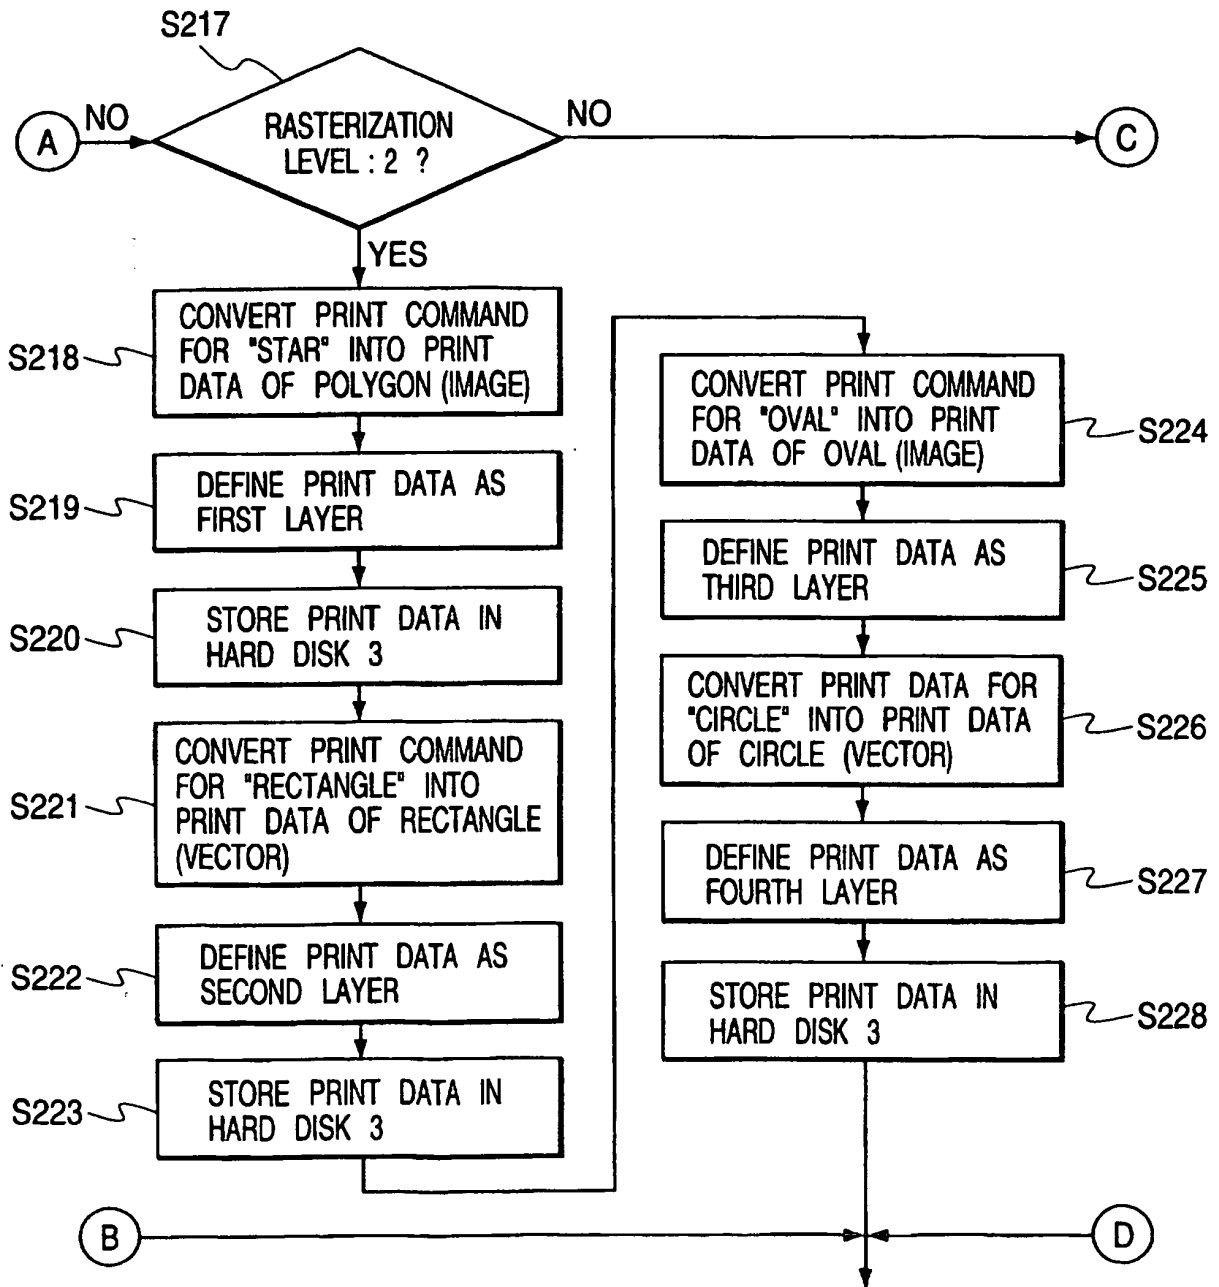 S217
A
NO
RASTERIZATION
LEVEL : 2 ?
NO
C
YES
S218
CONVERT PRINT COMMAND
FOR "STAR" INTO PRINT
DATA OF POLYGON (IMAGE)
S219
DEFINE PRINT DATA AS
FIRST LAYER
S220
STORE PRINT DATA IN
HARD DISK 3
S221
CONVERT PRINT COMMAND
FOR "RECTANGLE" INTO
PRINT DATA OF RECTANGLE
(VECTOR)
S222
DEFINE PRINT DATA AS
SECOND LAYER
S223
STORE PRINT DATA IN
HARD DISK 3
CONVERT PRINT COMMAND
FOR "OVAL" INTO PRINT
DATA OF OVAL (IMAGE)
S224
DEFINE PRINT DATA AS
THIRD LAYER
S225
CONVERT PRINT DATA FOR
"CIRCLE" INTO PRINT DATA
OF CIRCLE (VECTOR)
S226
DEFINE PRINT DATA AS
FOURTH LAYER
S227
STORE PRINT DATA IN
HARD DISK 3
S228
B
D